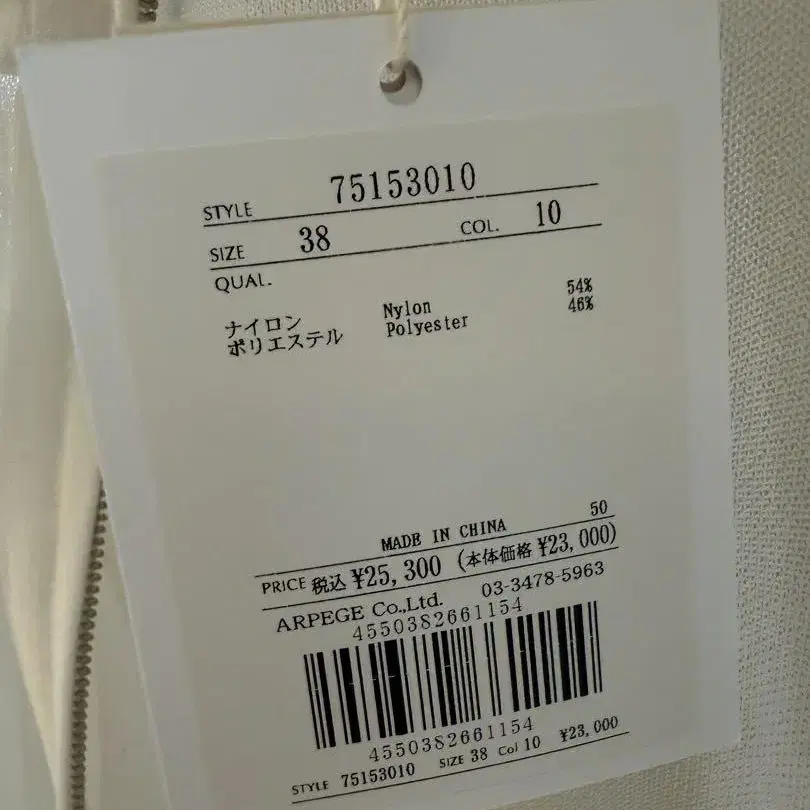 STYLE 75153010
SIZE 38 COL. 10
QUAL.
ナイロン Nylon 54%
ポリエステル Polyester 46%
50
MADE IN CHINA
PRICE 税込 ¥25,300 (本体価格 ¥23,000)
ARPEGE Co.,Ltd. 03-3478-5963
4550382661154
4550382661154
STYLE 75153010 SIZE 38 Col 10 ¥23,000